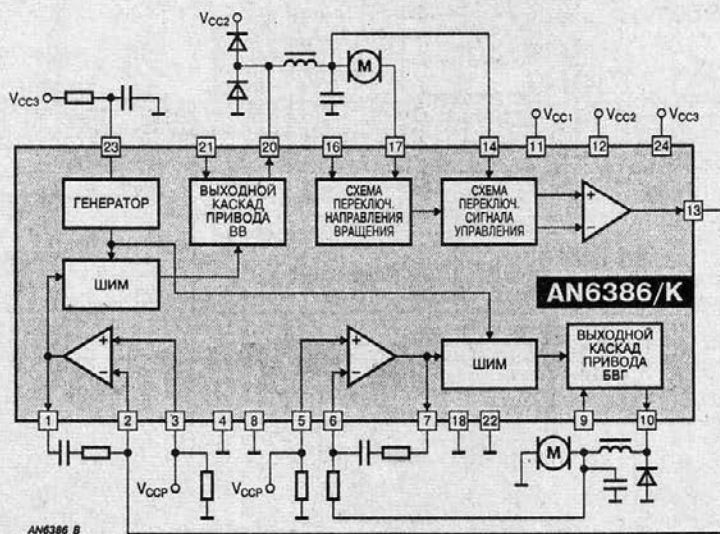 VCC2
M
VCC3
VCC1
VCC2
VCC3
23
21
20
16
17
14
11
12
24
ГЕНЕРАТОР
ВЫХОДНОЙ
КАСКАД
ПРИВОДА
ВВ
СХЕМА
ПЕРЕКЛЮЧ.
НАПРАВЛЕНИЯ
ВРАЩЕНИЯ
СХЕМА
ПЕРЕКЛЮЧ.
СИГНАЛА
УПРАВЛЕНИЯ
+
−
13
ШИМ
AN6386/K
+
−
+
−
ШИМ
ВЫХОДНОЙ
КАСКАД
ПРИВОДА
БВГ
1
2
3
4
8
5
6
7
18
22
9
10
M
VCCP
VCCP
AN6386_B